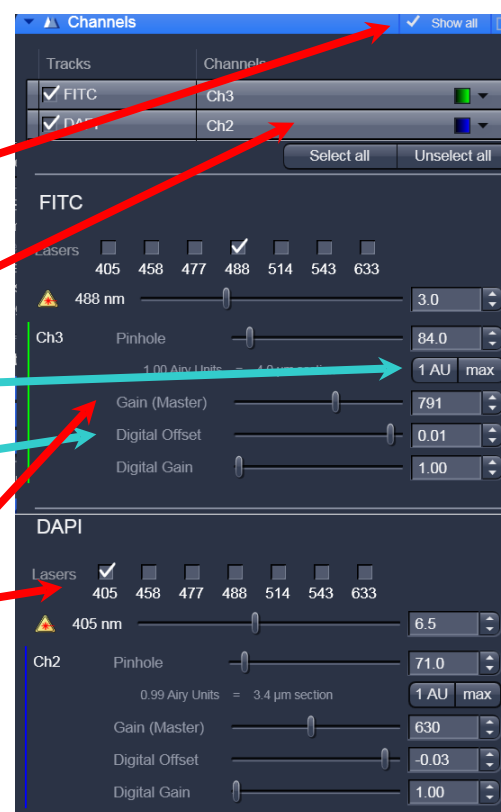 Channels Show all
Tracks Channels
FITC Ch3
DAPI Ch2
Select all Unselect all
FITC
Lasers
405 458 477 488 514 543 633
488 nm 3.0
Ch3 Pinhole 84.0
1.00 Airy Units = 4.0 µm section 1 AU max
Gain (Master) 791
Digital Offset 0.01
Digital Gain 1.00
DAPI
Lasers
405 458 477 488 514 543 633
405 nm 6.5
Ch2 Pinhole 71.0
0.99 Airy Units = 3.4 µm section 1 AU max
Gain (Master) 630
Digital Offset -0.03
Digital Gain 1.00